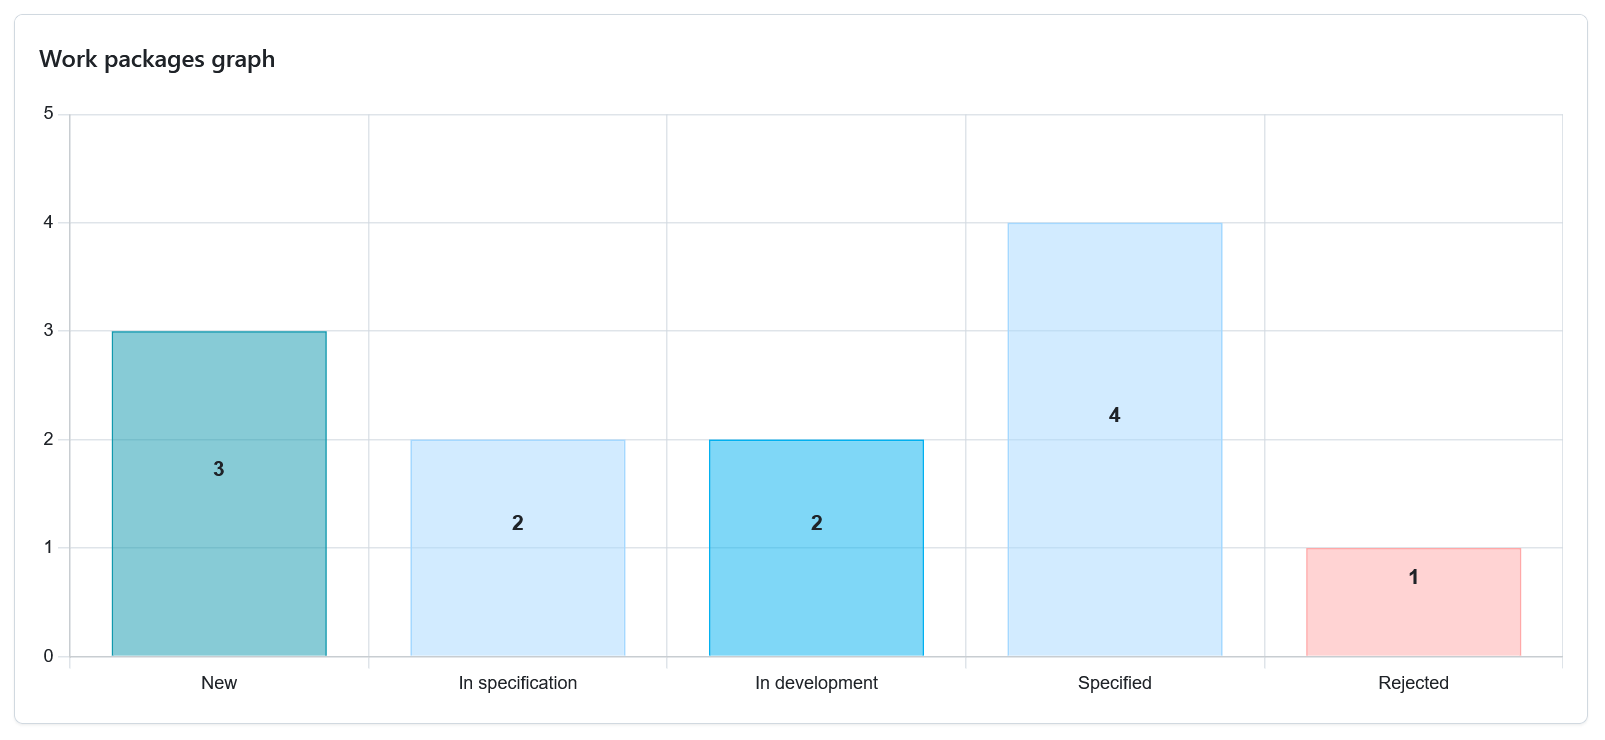 Work packages graph
5
4
3
2
1
0
3
2
2
4
1
New
In specification
In development
Specified
Rejected